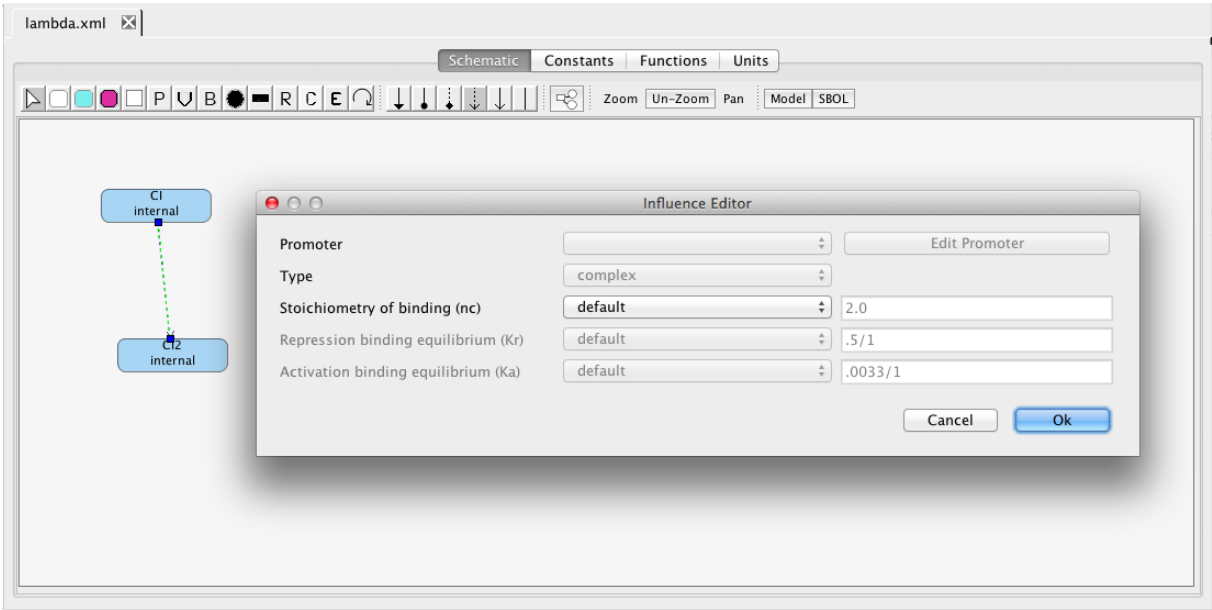 lambda.xml
Schematic Constants Functions Units
P V B R C E Zoom Un-Zoom Pan Model SBOL
CI
internal
CI2
internal
Influence Editor
Promoter Edit Promoter
Type complex
Stoichiometry of binding (nc) default 2.0
Repression binding equilibrium (Kr) default .5/1
Activation binding equilibrium (Ka) default .0033/1
Cancel Ok